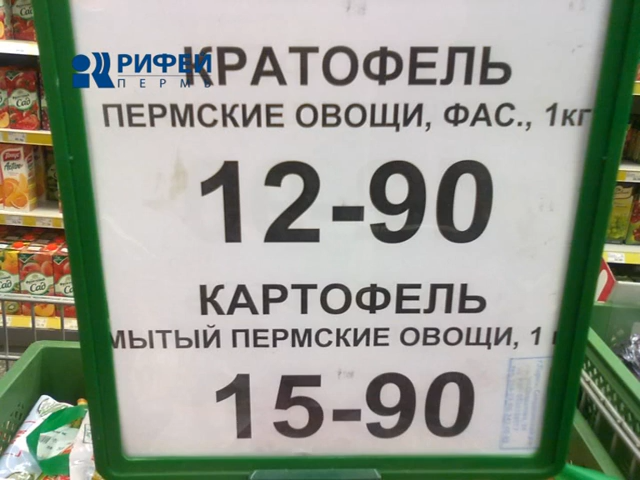 РИФЕЙ
ПЕРМЬ
КРАТОФЕЛЬ
ПЕРМСКИЕ ОВОЩИ, ФАС., 1кг
12-90
КАРТОФЕЛЬ
МЫТЫЙ ПЕРМСКИЕ ОВОЩИ, 1
15-90